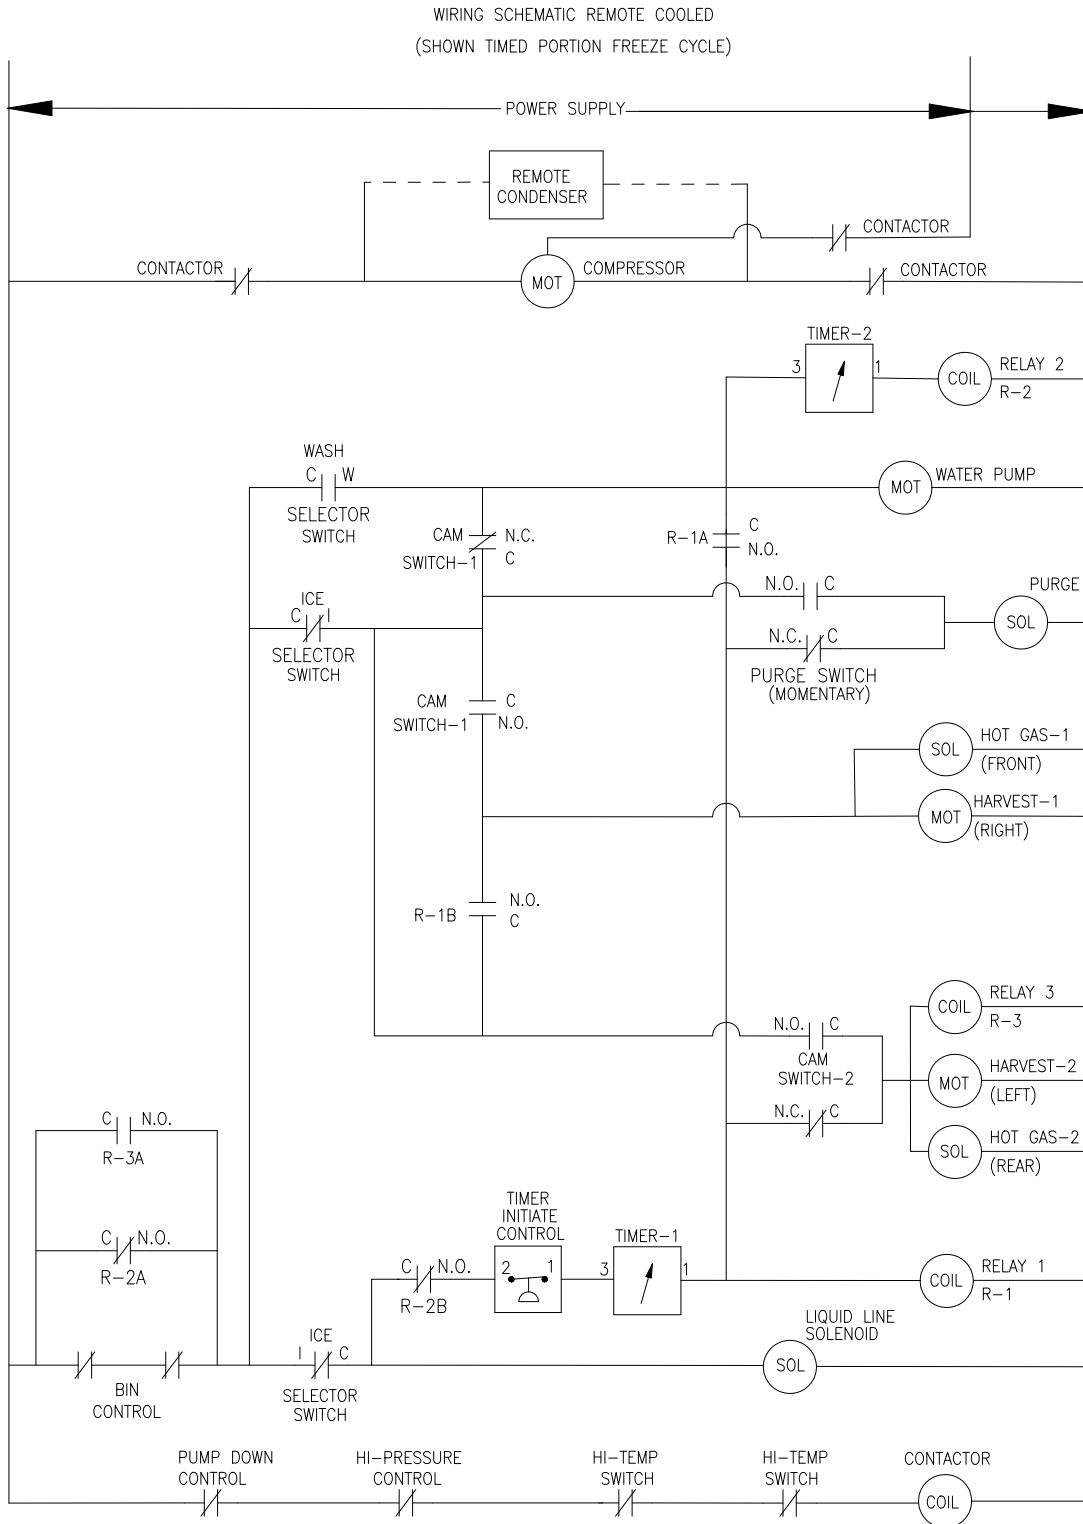 WIRING SCHEMATIC REMOTE COOLED
(SHOWN TIMED PORTION FREEZE CYCLE)
POWER SUPPLY
REMOTE
CONDENSER
CONTACTOR
CONTACTOR
MOT
COMPRESSOR
CONTACTOR
TIMER-2
3
1
COIL
RELAY 2
R-2
WASH
C
W
SELECTOR
SWITCH
MOT
WATER PUMP
CAM
SWITCH-1
N.C.
C
R-1A
C
N.O.
ICE
C
I
SELECTOR
SWITCH
N.O.
C
PURGE
SOL
N.C.
C
PURGE SWITCH
(MOMENTARY)
CAM
SWITCH-1
C
N.O.
SOL
HOT GAS-1
(FRONT)
MOT
HARVEST-1
(RIGHT)
R-1B
N.O.
C
N.O.
C
CAM
SWITCH-2
N.C.
C
COIL
RELAY 3
R-3
MOT
HARVEST-2
(LEFT)
SOL
HOT GAS-2
(REAR)
C
N.O.
R-3A
C
N.O.
R-2A
C
N.O.
R-2B
TIMER
INITIATE
CONTROL
2
1
TIMER-1
3
1
COIL
RELAY 1
R-1
LIQUID LINE
SOLENOID
SOL
BIN
CONTROL
ICE
I
C
SELECTOR
SWITCH
PUMP DOWN
CONTROL
HI-PRESSURE
CONTROL
HI-TEMP
SWITCH
HI-TEMP
SWITCH
CONTACTOR
COIL